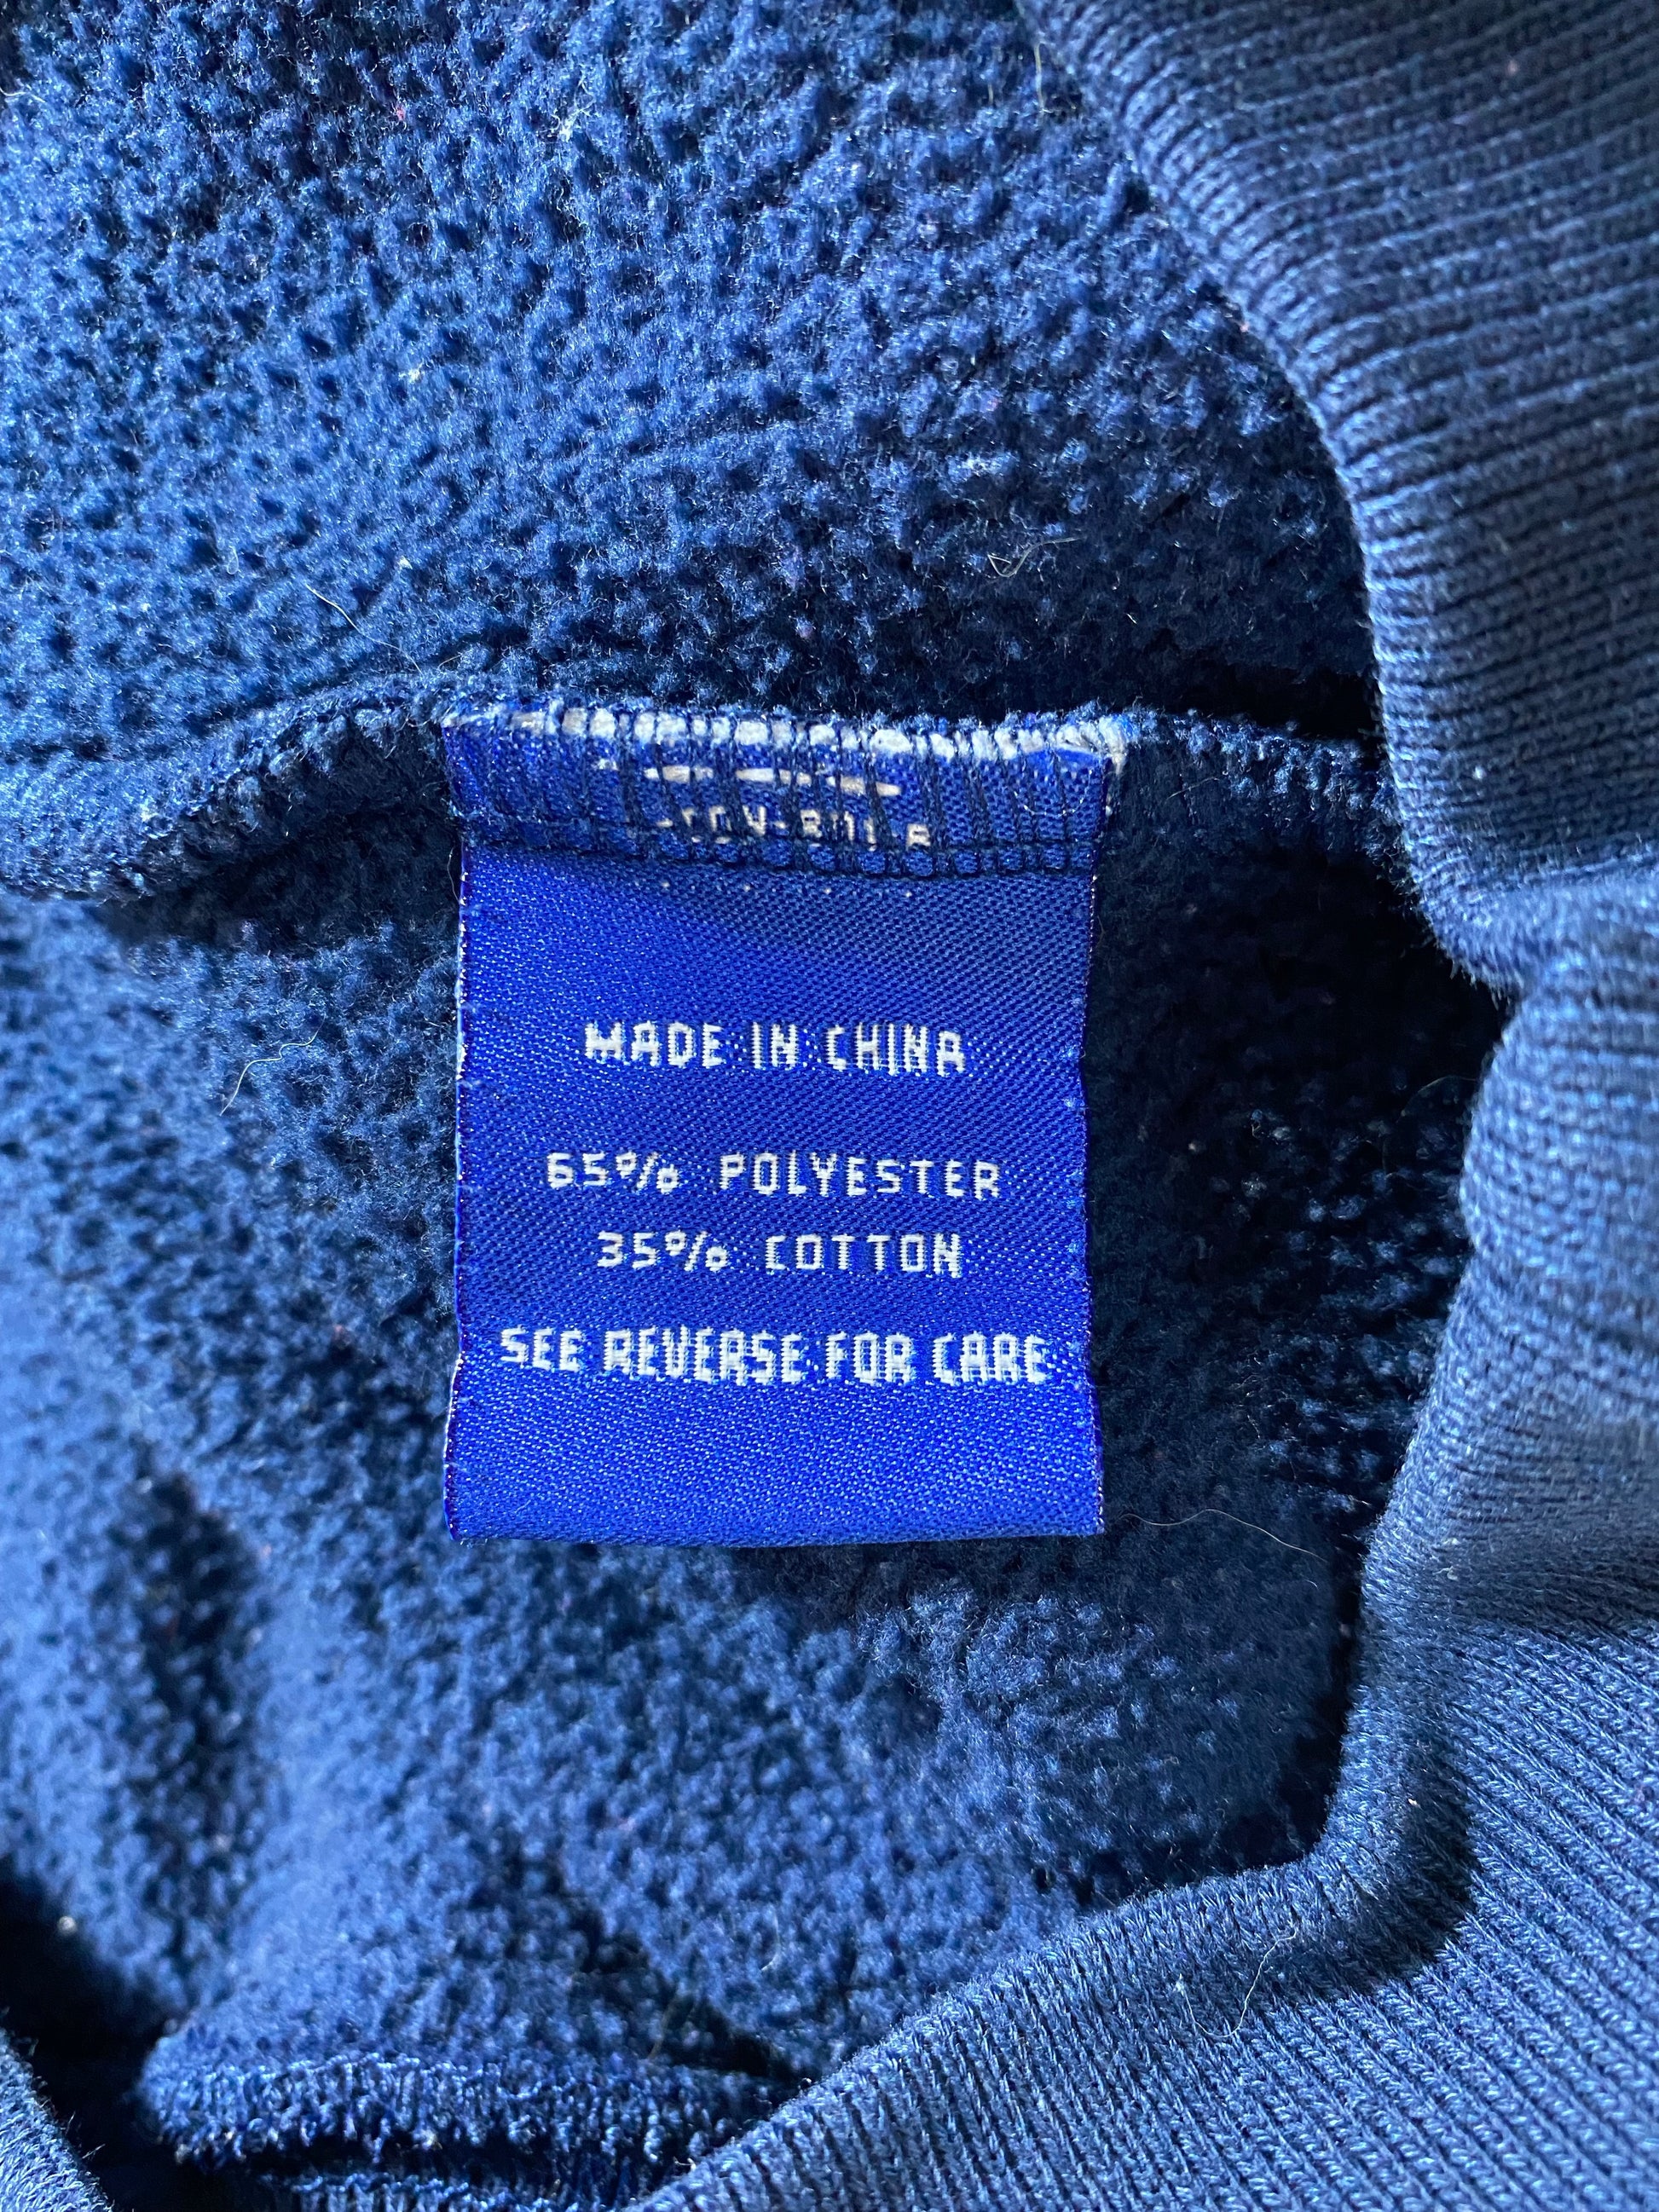 MADE IN CHINA
65% POLYESTER
35% COTTON
SEE REVERSE FOR CARE